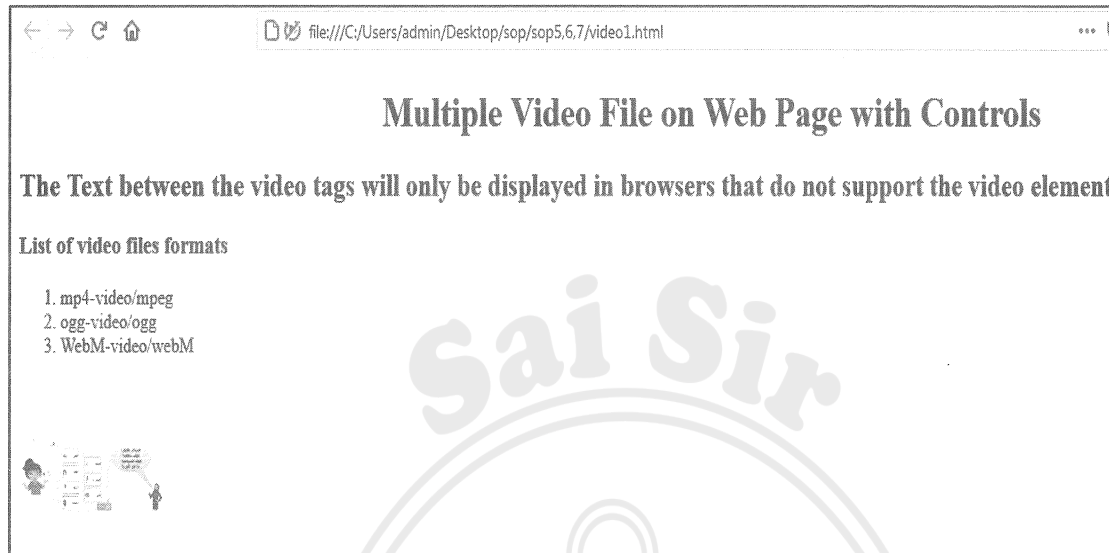 file:///C:/Users/admin/Desktop/sop/sop5,6,7/video1.html
Multiple Video File on Web Page with Controls
The Text between the video tags will only be displayed in browsers that do not support the video element
List of video files formats
1. mp4-video/mpeg
2. ogg-video/ogg
3. WebM-video/webM
Sai Sir